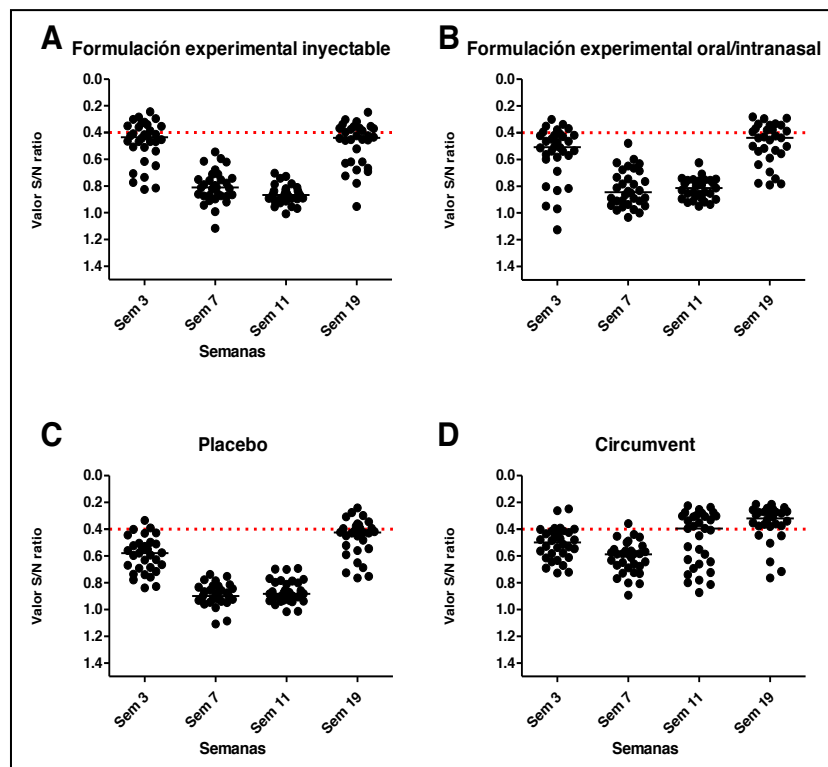 A Formulación experimental inyectable
0.0
0.2
0.4
0.6
0.8
1.0
1.2
1.4
Valor S/N ratio
Sem 3
Sem 7
Sem 11
Sem 19
Semanas
B Formulación experimental oral/intranasal
0.0
0.2
0.4
0.6
0.8
1.0
1.2
1.4
Valor S/N ratio
Sem 3
Sem 7
Sem 11
Sem 19
C Placebo
0.0
0.2
0.4
0.6
0.8
1.0
1.2
1.4
Valor S/N ratio
Sem 3
Sem 7
Sem 11
Sem 19
Semanas
D Circumvent
0.0
0.2
0.4
0.6
0.8
1.0
1.2
1.4
Valor S/N ratio
Sem 3
Sem 7
Sem 11
Sem 19
Semanas